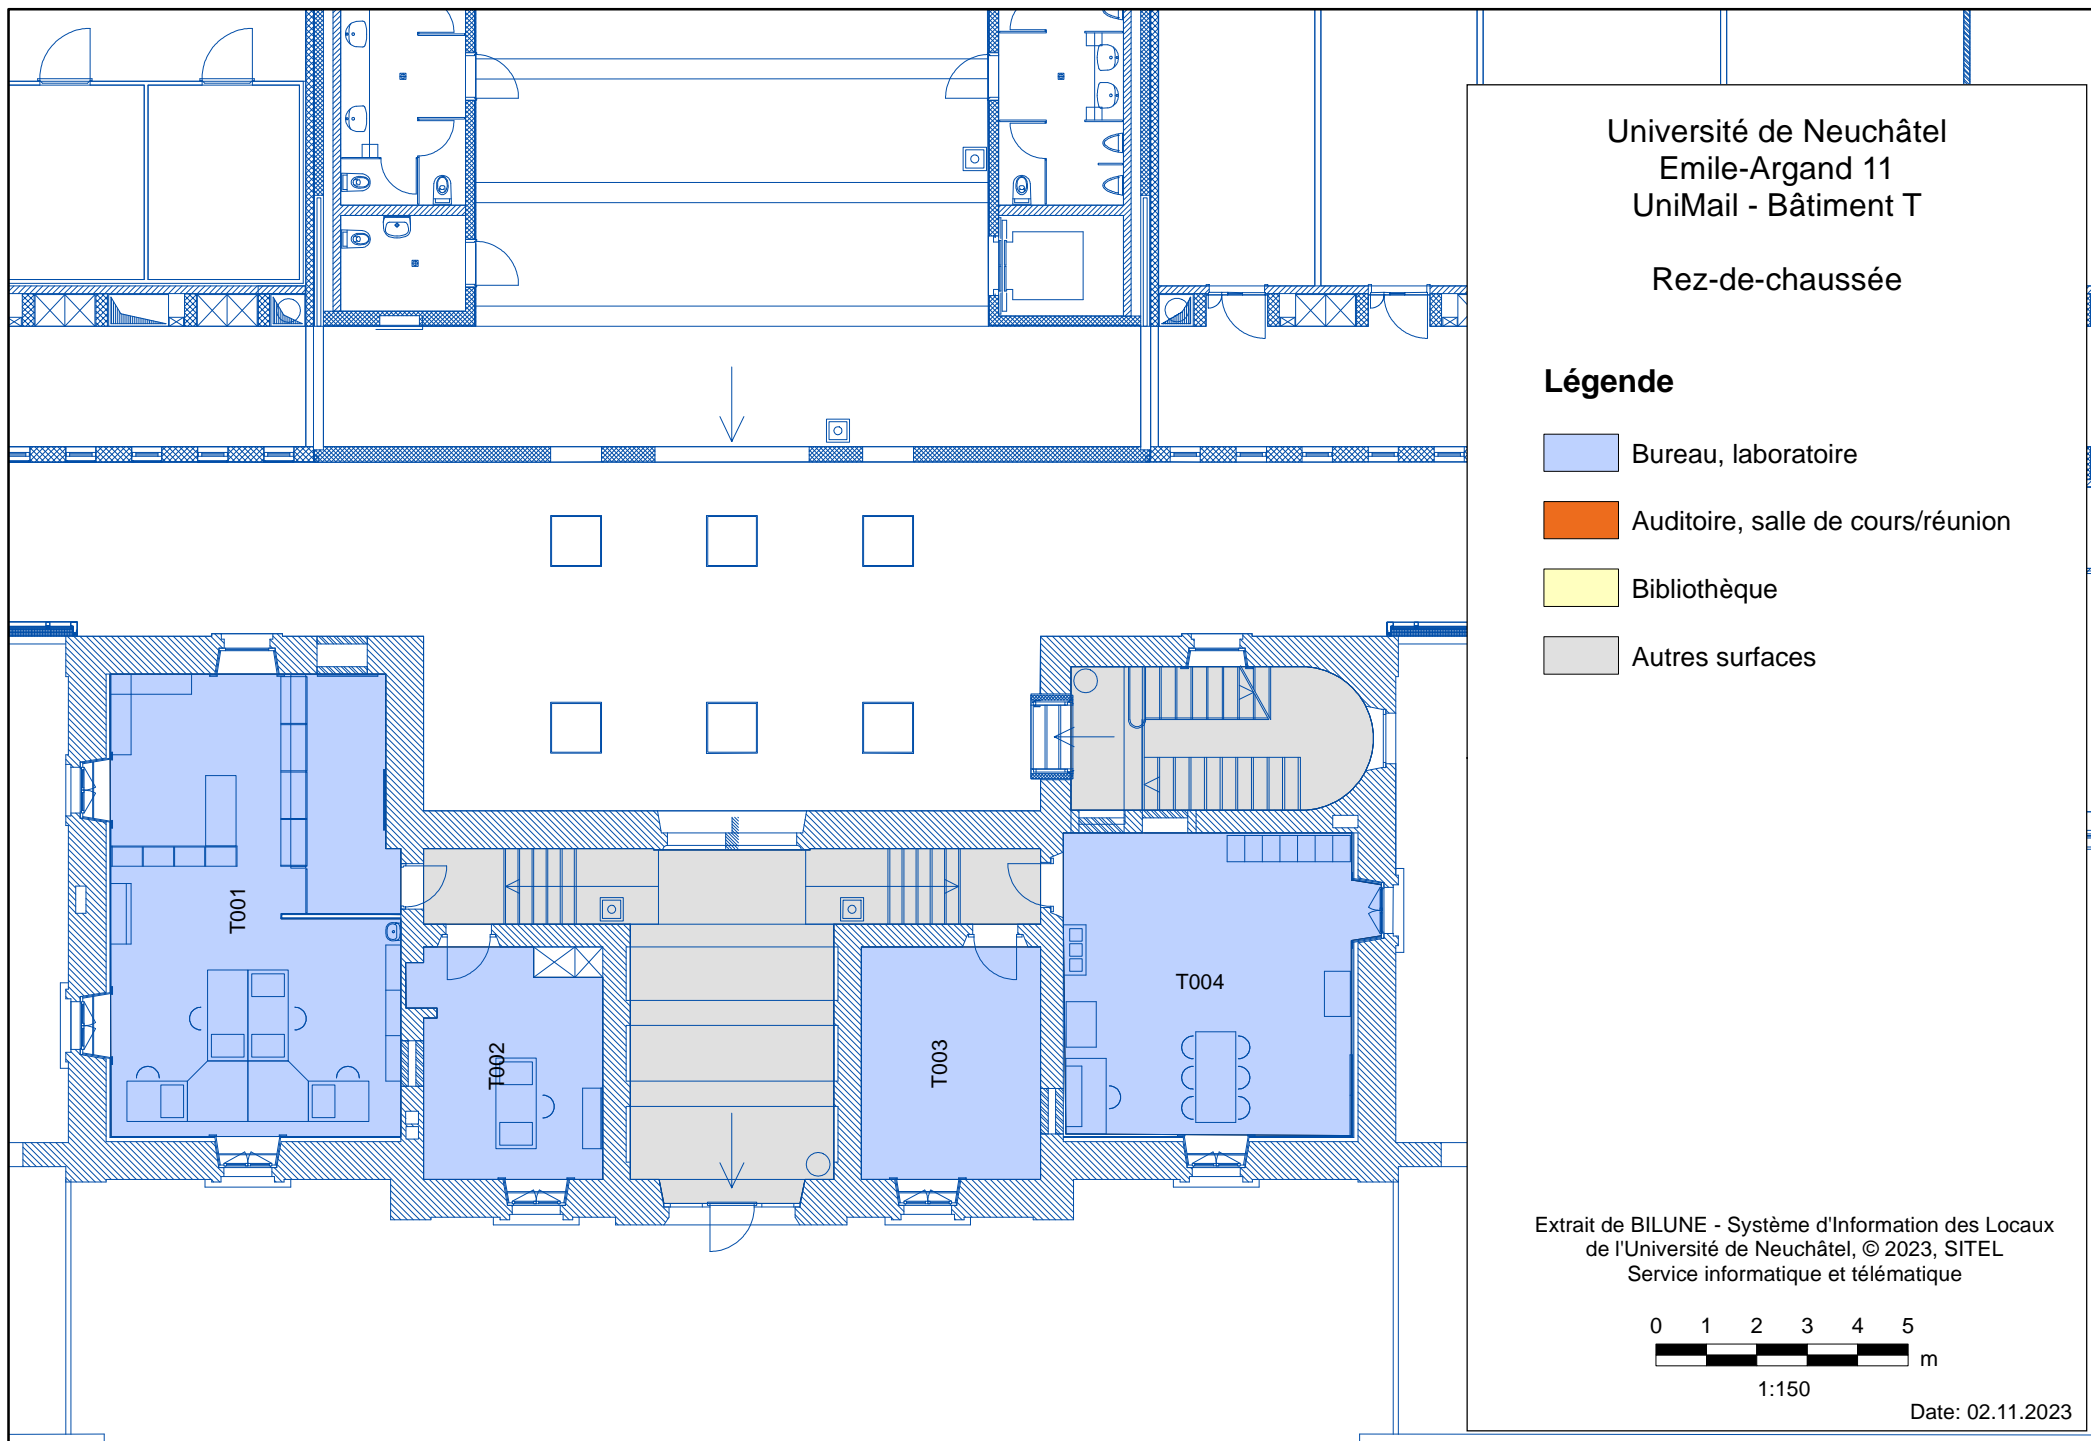 Université de Neuchâtel
Emile-Argand 11
UniMail - Bâtiment T
Rez-de-chaussée
Légende
Bureau, laboratoire
Auditoire, salle de cours/réunion
Bibliothèque
Autres surfaces
T001
T002
T003
T004
Extrait de BILUNE - Système d'Information des Locaux
de l'Université de Neuchâtel, © 2023, SITEL
Service informatique et télématique
0 1 2 3 4 5
m
1:150
Date: 02.11.2023